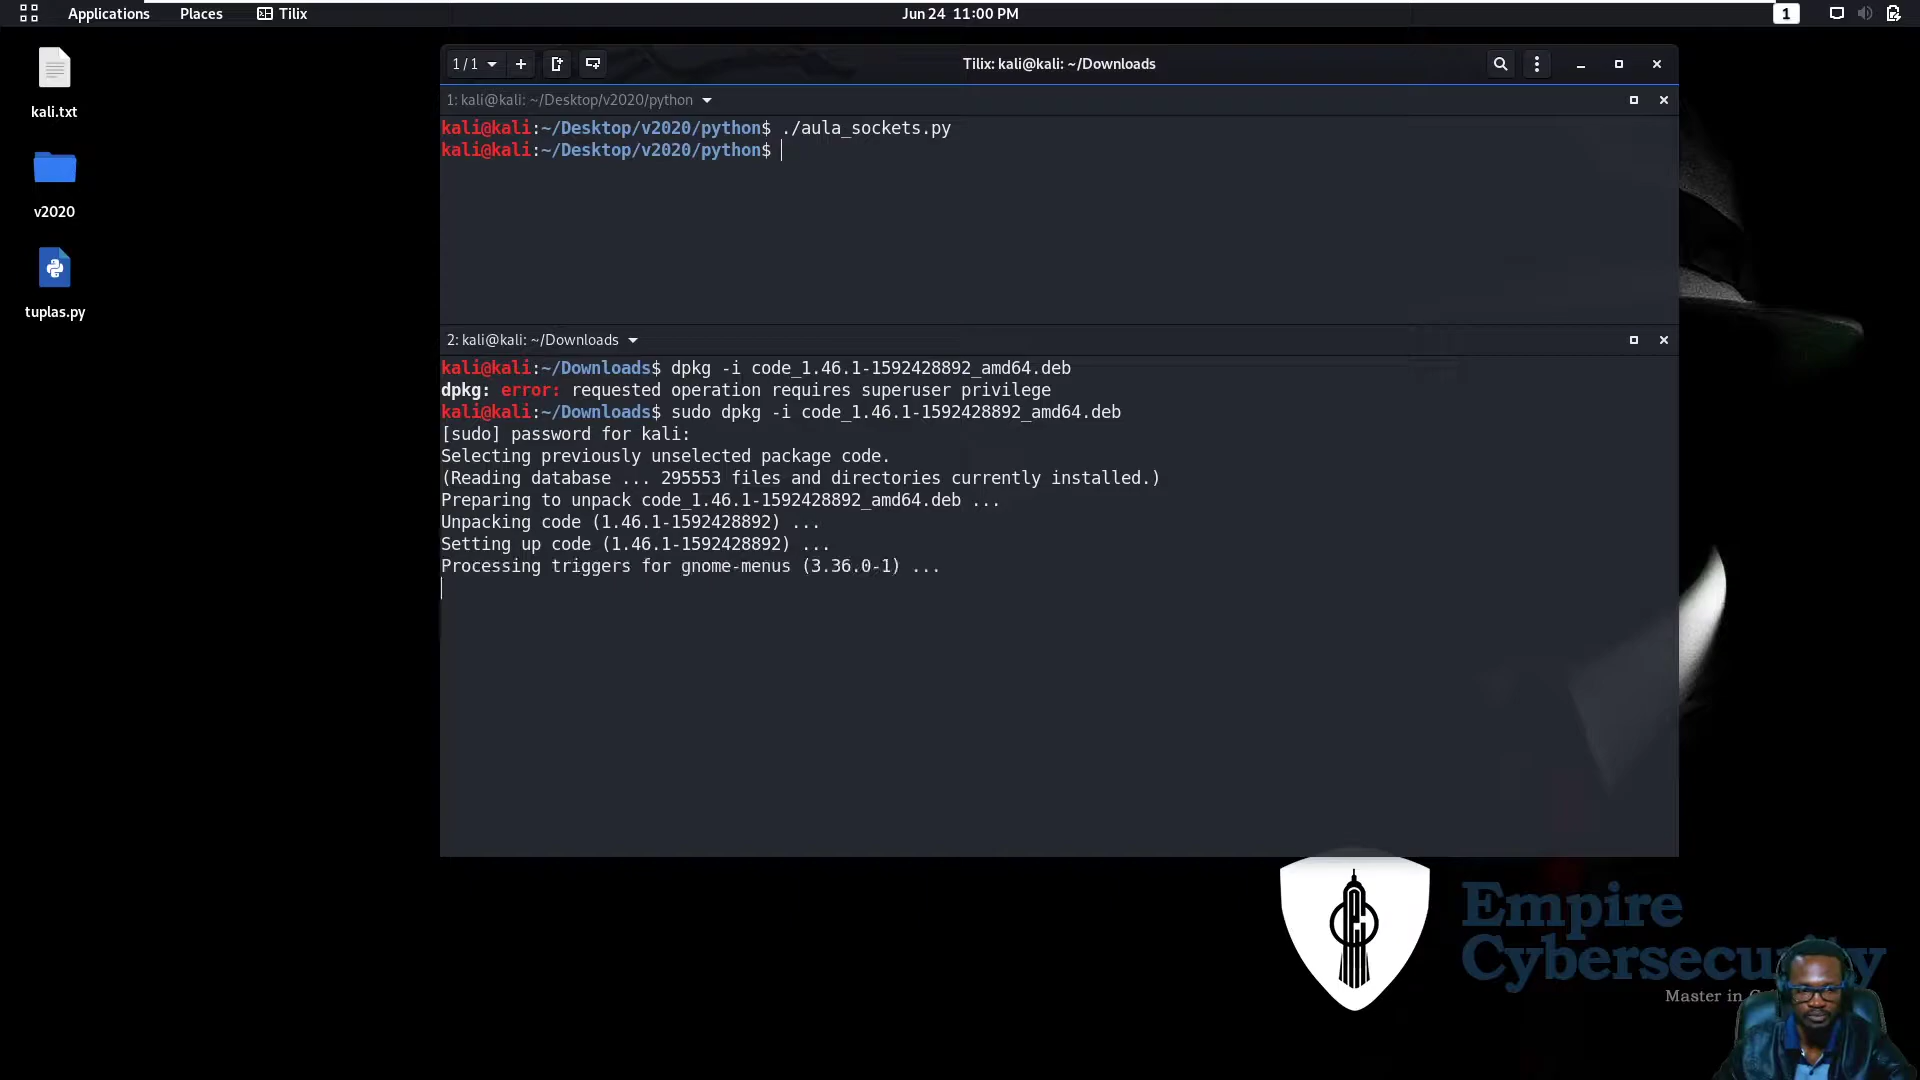 Applications Places Tilix Jun 24 11:00 PM 1
kali.txt
v2020
tuplas.py
1 / 1 Tilix: kali@kali: ~/Downloads
1: kali@kali: ~/Desktop/v2020/python
kali@kali:~/Desktop/v2020/python$ ./aula_sockets.py
kali@kali:~/Desktop/v2020/python$
2: kali@kali: ~/Downloads
kali@kali:~/Downloads$ dpkg -i code_1.46.1-1592428892_amd64.deb
dpkg: error: requested operation requires superuser privilege
kali@kali:~/Downloads$ sudo dpkg -i code_1.46.1-1592428892_amd64.deb
[sudo] password for kali:
Selecting previously unselected package code.
(Reading database ... 295553 files and directories currently installed.)
Preparing to unpack code_1.46.1-1592428892_amd64.deb ...
Unpacking code (1.46.1-1592428892) ...
Setting up code (1.46.1-1592428892) ...
Processing triggers for gnome-menus (3.36.0-1) ...
Empire
Cybersecurity
Master in